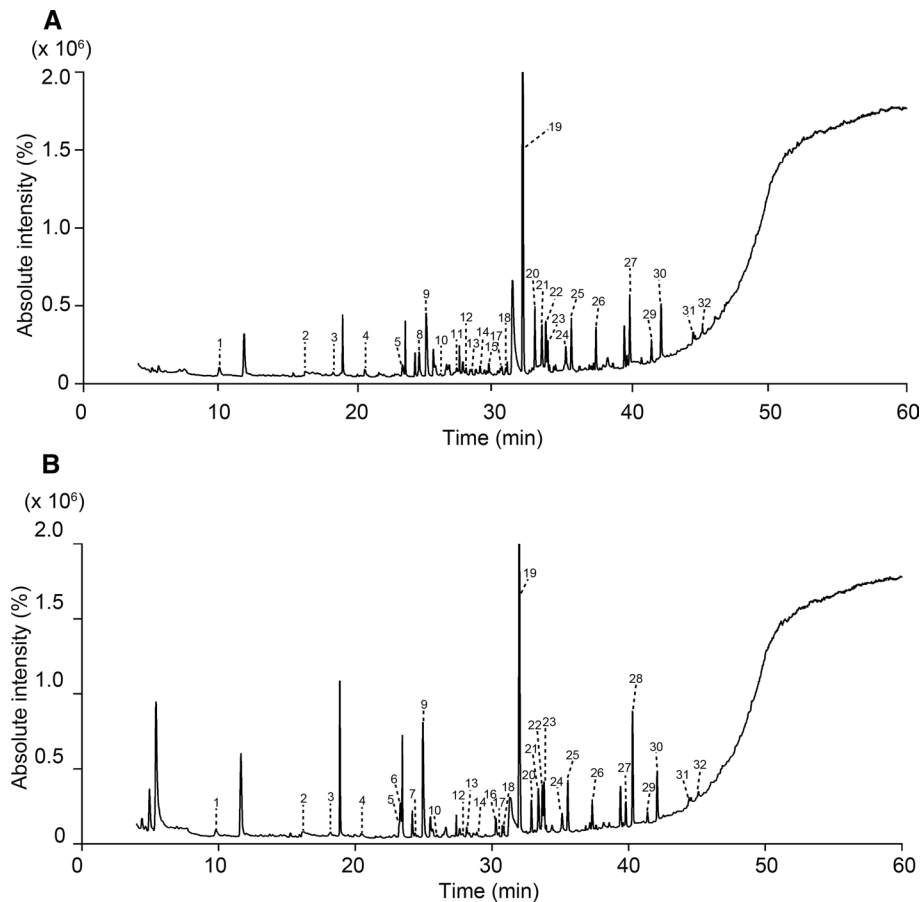 A
(x 10⁶)
2.0
1.5
1.0
0.5
0
Absolute intensity (%)
1 2 3 4 5 8 9 10 11 12 13 14 15 17 18 19 20 21 22 23 24 25 26 27 29 30 31 32
0 10 20 30 40 50 60
Time (min)
B
(x 10⁶)
2.0
1.5
1.0
0.5
0
Absolute intensity (%)
1 2 3 4 5 6 7 9 10 12 13 14 16 17 18 19 20 21 22 23 24 25 26 27 28 29 30 31 32
0 10 20 30 40 50 60
Time (min)